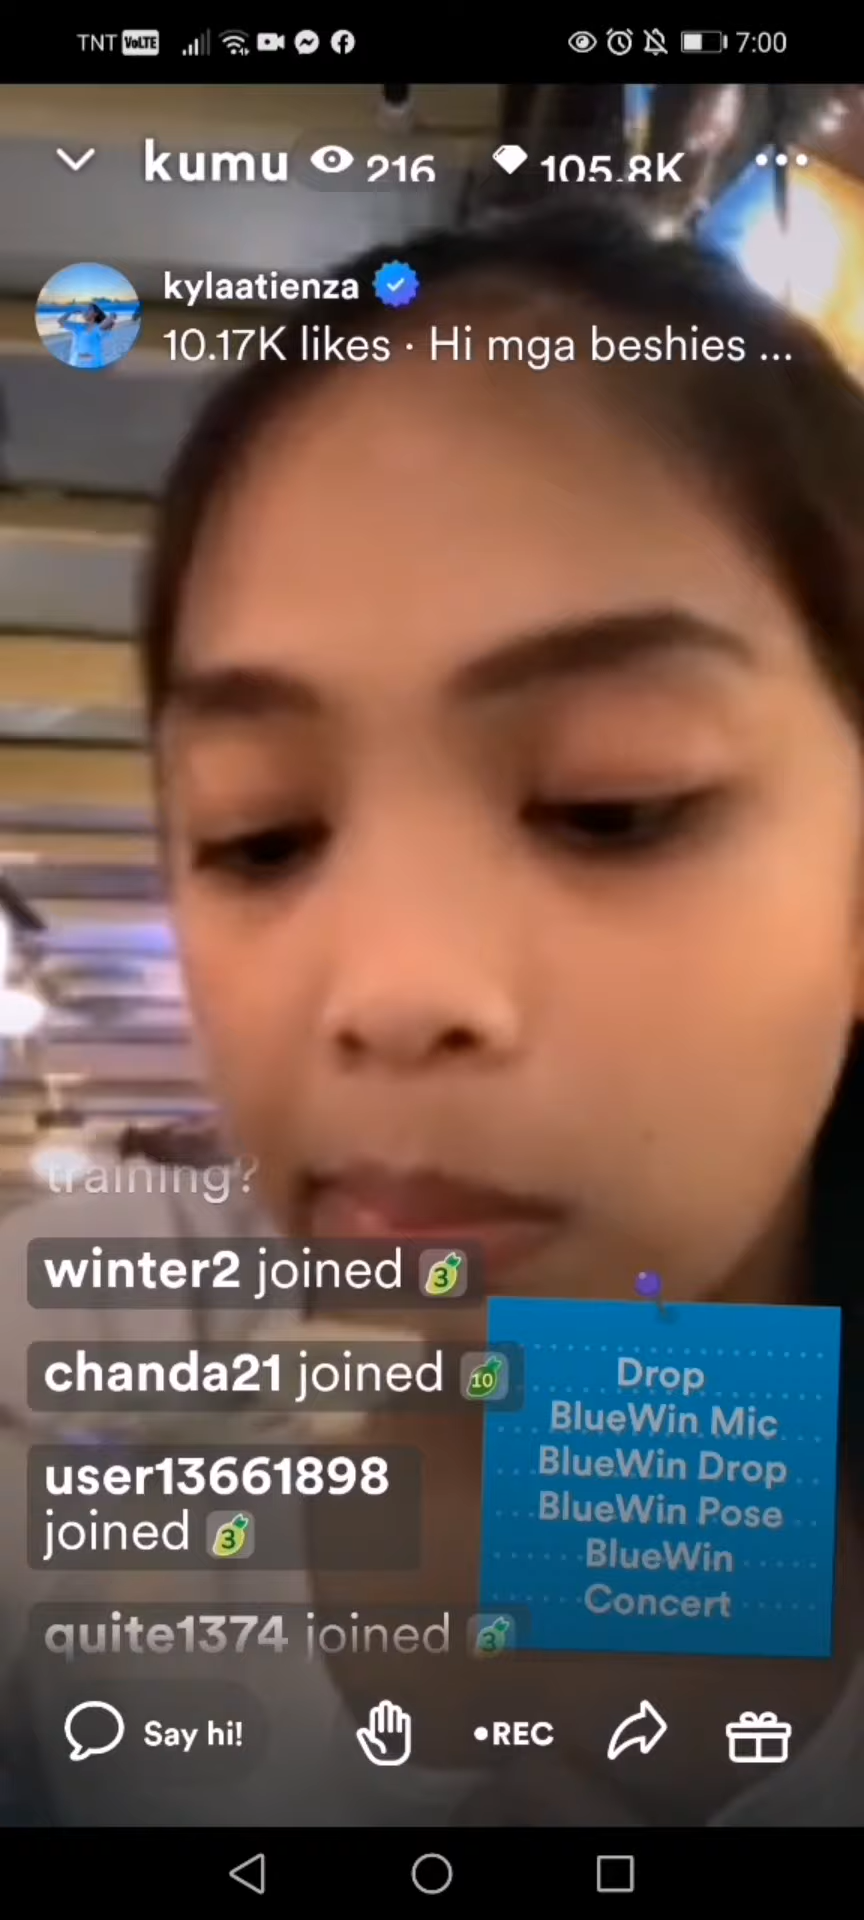 TNT VoLTE 7:00
kumu 216 105.8K
kylaatienza
10.17K likes · Hi mga beshies ...
training?
winter2 joined 3
chanda21 joined 10
user13661898
joined 3
quite1374 joined 3
Drop
BlueWin Mic
BlueWin Drop
BlueWin Pose
BlueWin
Concert
Say hi! •REC